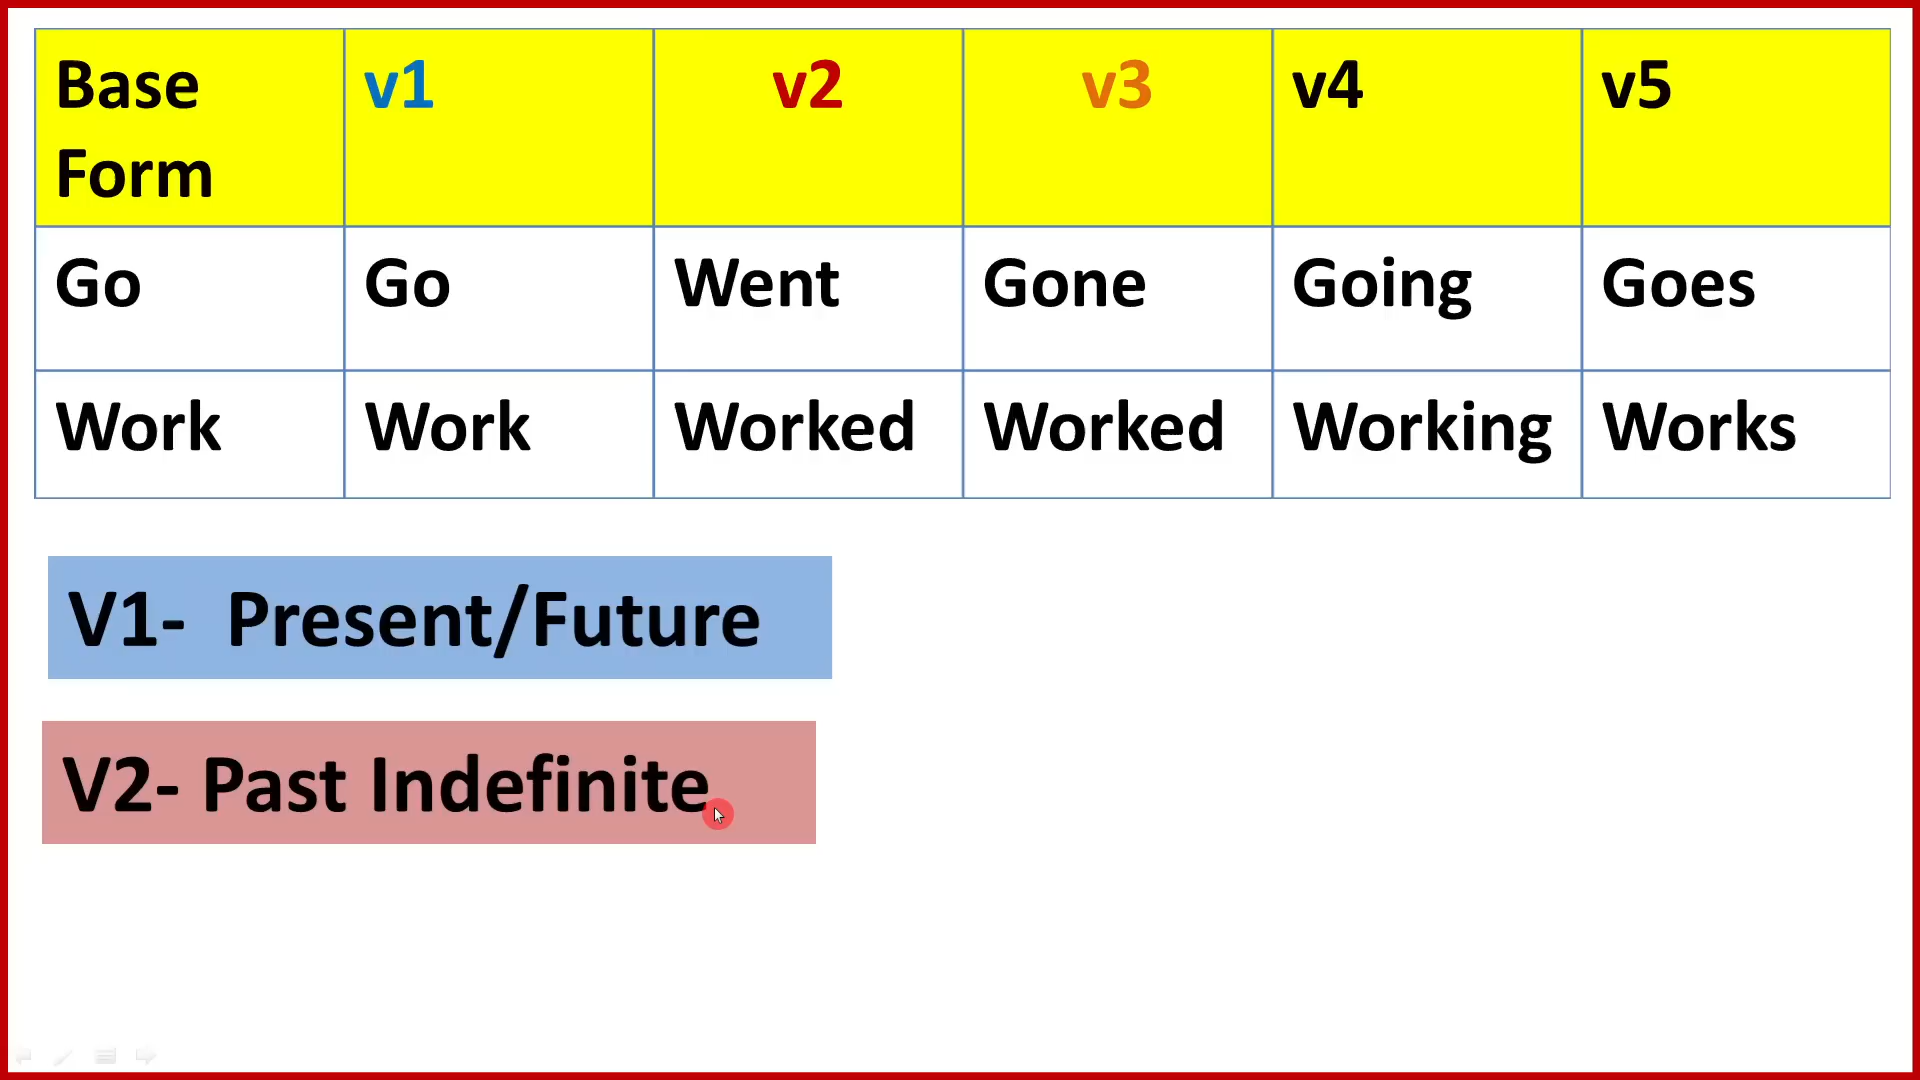 Base Form v1 v2 v3 v4 v5
Go Go Went Gone Going Goes
Work Work Worked Worked Working Works
V1- Present/Future
V2- Past Indefinite